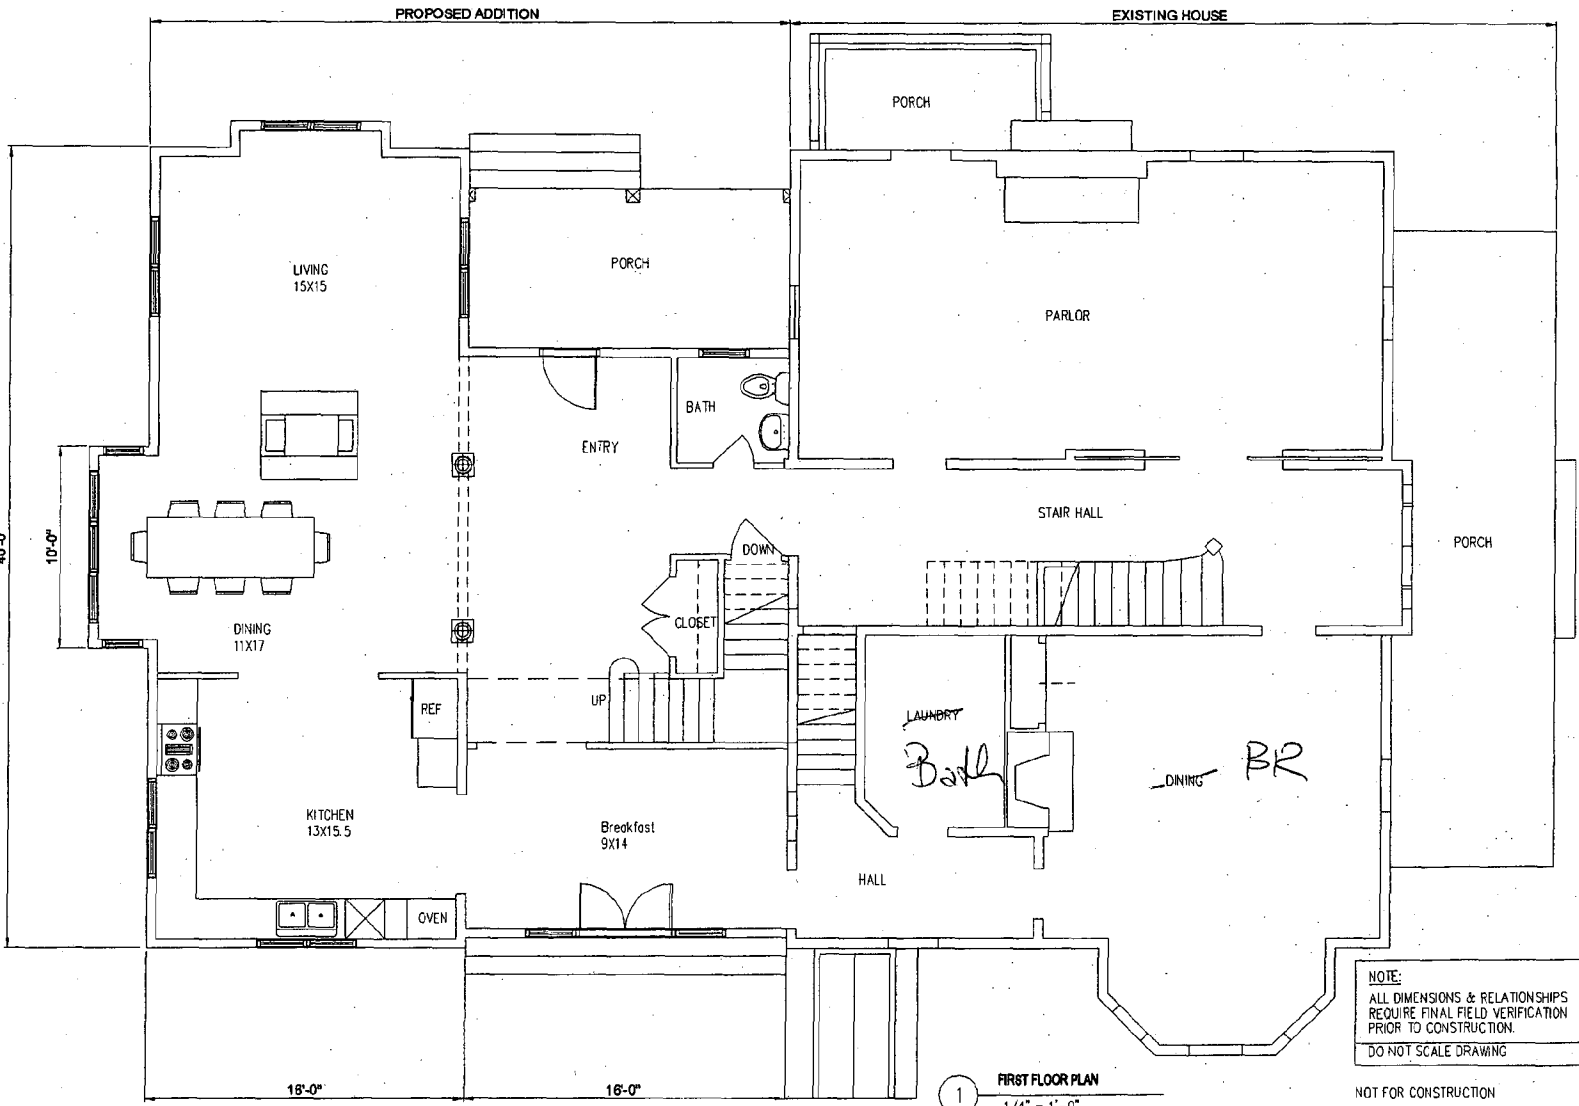 PROPOSED ADDITION
EXISTING HOUSE
PORCH
LIVING
15X15
PORCH
PARLOR
BATH
ENTRY
10'-0"
STAIR HALL
DOWN
PORCH
CLOSET
DINING
11X17
UP
REF
LAUNDRY
Bath
DINING
BR
KITCHEN
13X15.5
Breakfast
9X14
HALL
OVEN
NOTE:
ALL DIMENSIONS & RELATIONSHIPS
REQUIRE FINAL FIELD VERIFICATION
PRIOR TO CONSTRUCTION.
DO NOT SCALE DRAWING
16'-0"
16'-0"
1
FIRST FLOOR PLAN
NOT FOR CONSTRUCTION